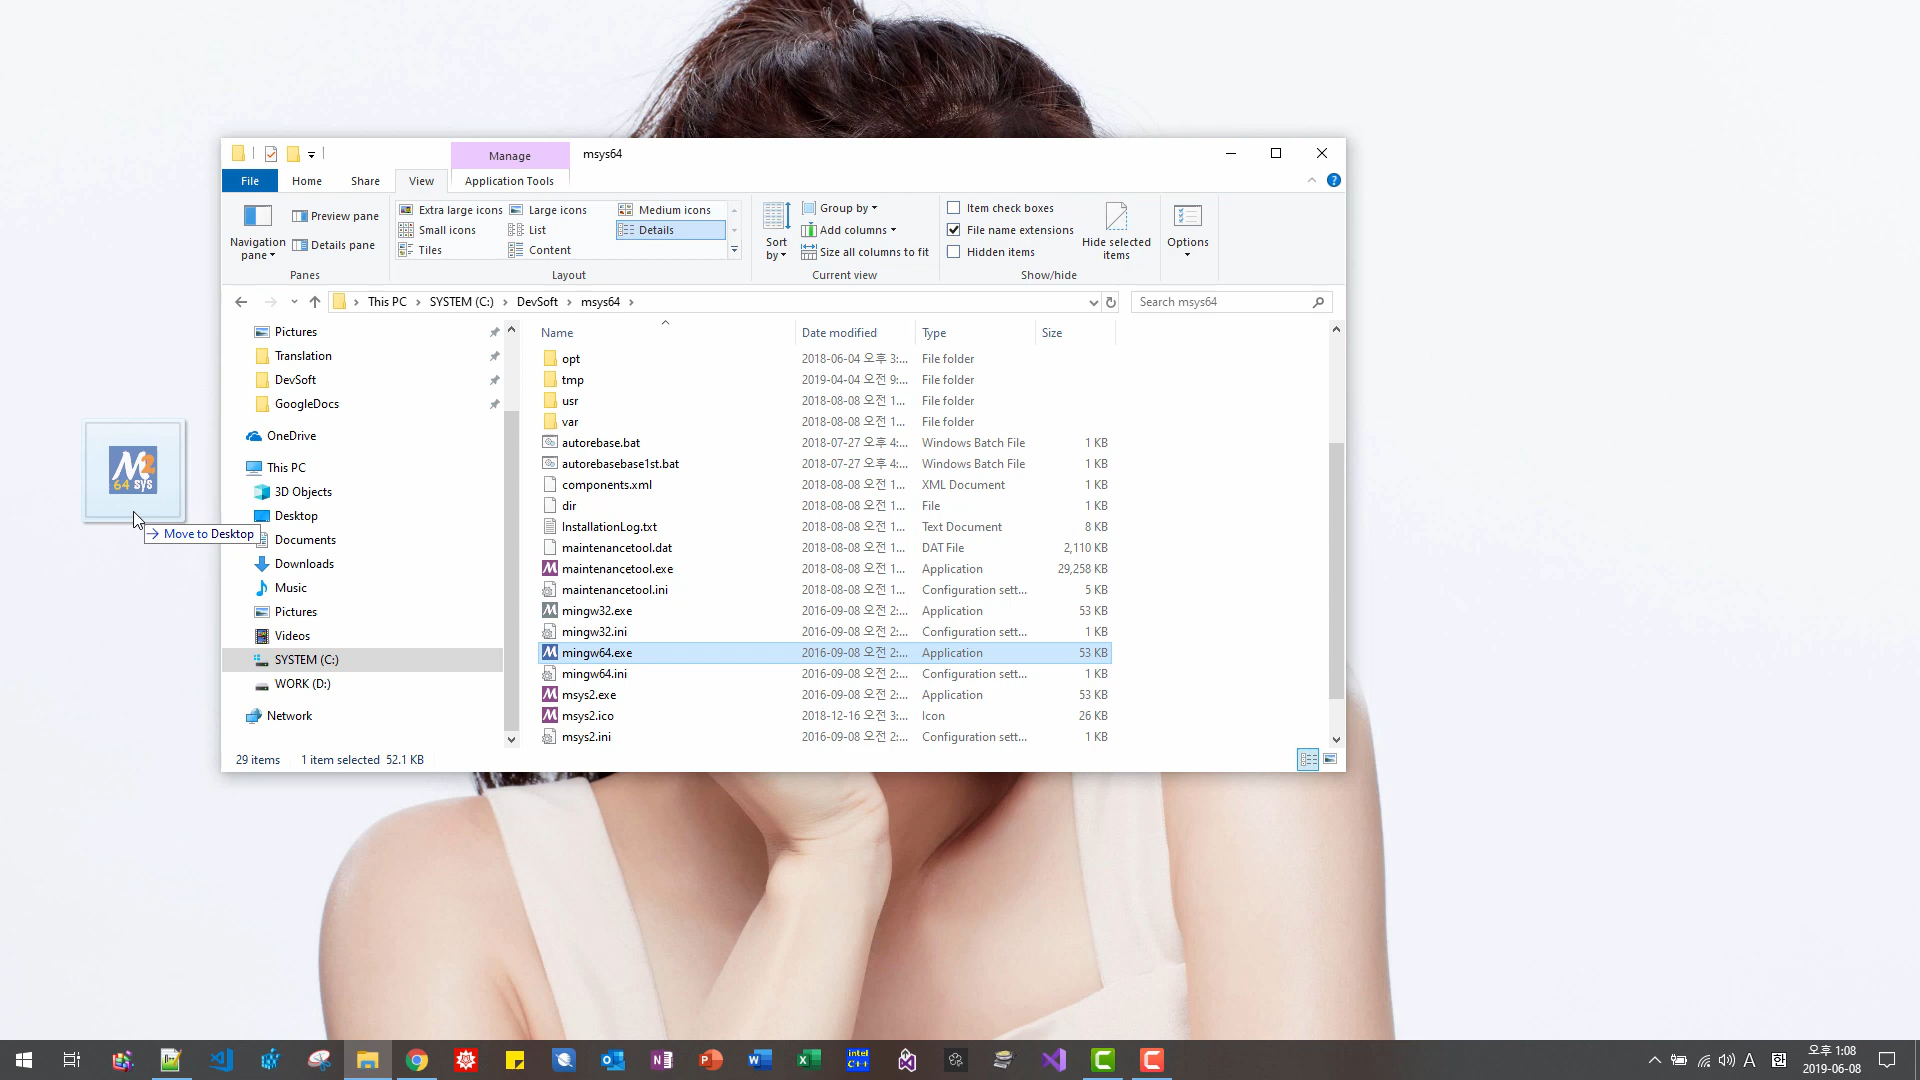 Manage
msys64
File
Home
Share
View
Application Tools
Navigation pane
Preview pane
Details pane
Panes
Extra large icons
Large icons
Medium icons
Small icons
List
Details
Tiles
Content
Layout
Sort by
Group by
Add columns
Size all columns to fit
Current view
Item check boxes
File name extensions
Hidden items
Hide selected items
Show/hide
Options
This PC > SYSTEM (C:) > DevSoft > msys64 >
Search msys64
Pictures
Translation
DevSoft
GoogleDocs
OneDrive
This PC
3D Objects
Desktop
Documents
Downloads
Music
Pictures
Videos
SYSTEM (C:)
WORK (D:)
Network
Name Date modified Type Size
opt 2018-06-04 오후 3:... File folder
tmp 2019-04-04 오전 9:... File folder
usr 2018-08-08 오전 1... File folder
var 2018-08-08 오전 1... File folder
autorebase.bat 2018-07-27 오후 4:... Windows Batch File 1 KB
autorebasebase1st.bat 2018-07-27 오후 4:... Windows Batch File 1 KB
components.xml 2018-08-08 오전 1... XML Document 1 KB
dir 2018-08-08 오전 1... File 1 KB
InstallationLog.txt 2018-08-08 오전 1... Text Document 8 KB
maintenancetool.dat 2018-08-08 오전 1... DAT File 2,110 KB
maintenancetool.exe 2018-08-08 오전 1... Application 29,258 KB
maintenancetool.ini 2018-08-08 오전 1... Configuration sett... 5 KB
mingw32.exe 2016-09-08 오전 2:... Application 53 KB
mingw32.ini 2016-09-08 오전 2:... Configuration sett... 1 KB
mingw64.exe 2016-09-08 오전 2:... Application 53 KB
mingw64.ini 2016-09-08 오전 2:... Configuration sett... 1 KB
msys2.exe 2016-09-08 오전 2:... Application 53 KB
msys2.ico 2018-12-16 오전 3:... Icon 26 KB
msys2.ini 2016-09-08 오전 2:... Configuration sett... 1 KB
29 items 1 item selected 52.1 KB
M2
64 sys
Move to Desktop
intel C++
A
오후 1:08
2019-06-08